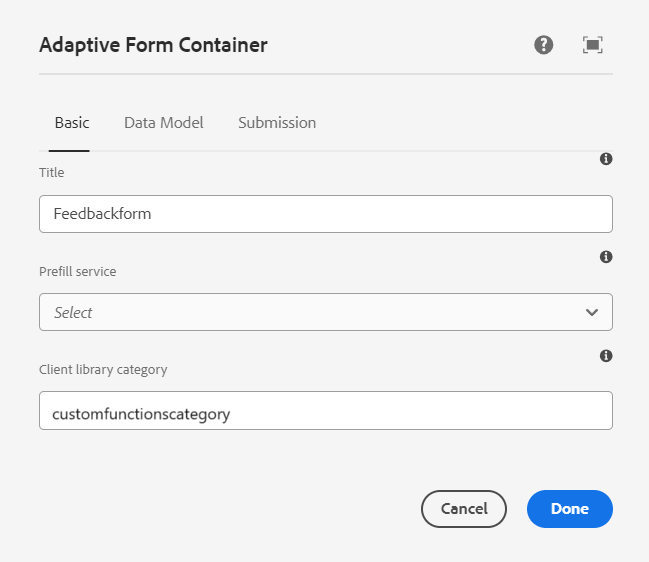 Adaptive Form Container
Basic Data Model Submission
Title
Feedbackform
Prefill service
Select
Client library category
customfunctionscategory
Cancel Done